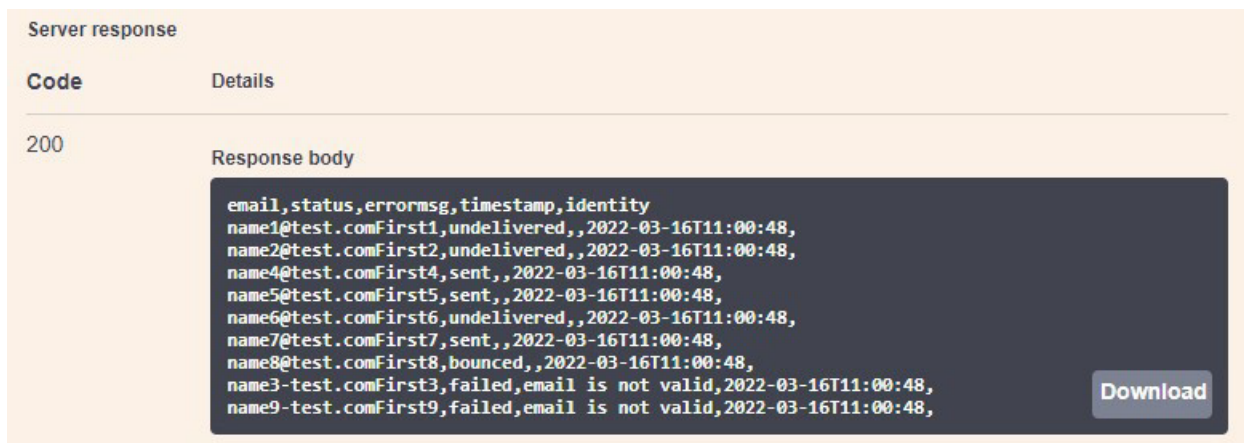 Server response
Code Details
200
Response body
email,status,errormsg,timestamp,identity
name1@test.comFirst1,undelivered,,2022-03-16T11:00:48,
name2@test.comFirst2,undelivered,,2022-03-16T11:00:48,
name4@test.comFirst4,sent,,2022-03-16T11:00:48,
name5@test.comFirst5,sent,,2022-03-16T11:00:48,
name6@test.comFirst6,undelivered,,2022-03-16T11:00:48,
name7@test.comFirst7,sent,,2022-03-16T11:00:48,
name8@test.comFirst8,bounced,,2022-03-16T11:00:48,
name3-test.comFirst3,failed,email is not valid,2022-03-16T11:00:48,
name9-test.comFirst9,failed,email is not valid,2022-03-16T11:00:48,
Download